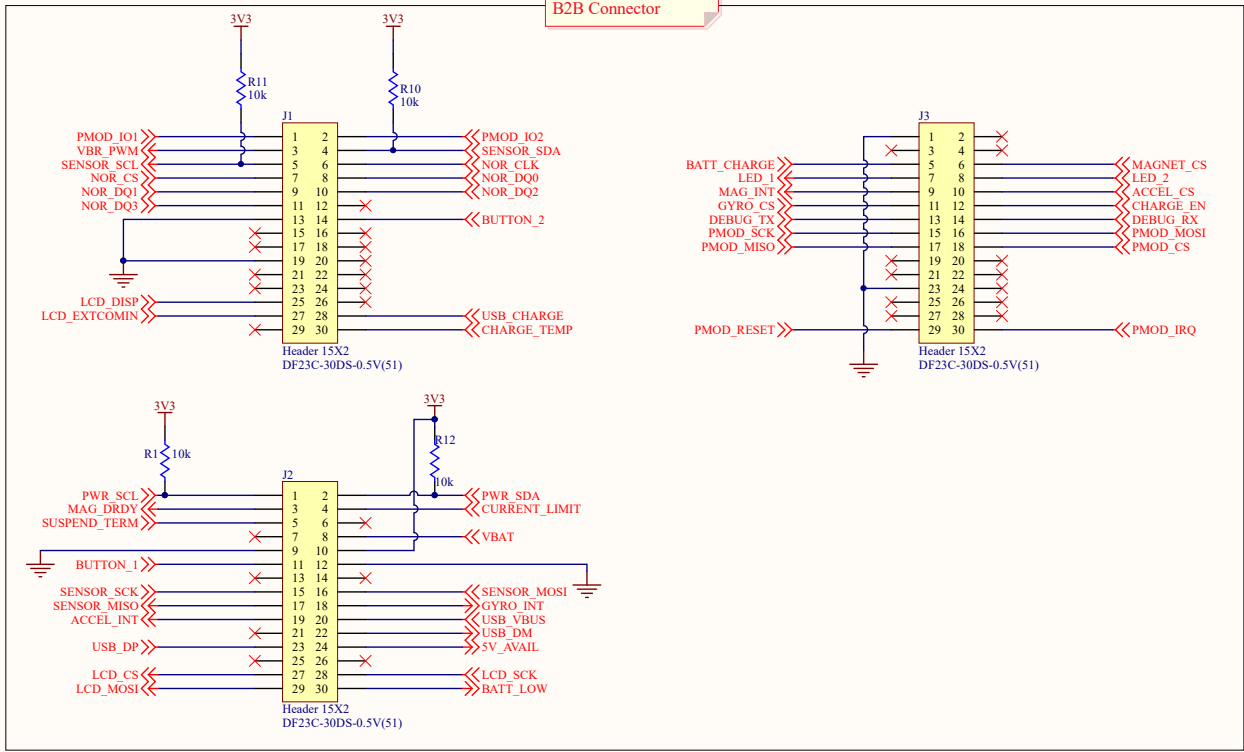 B2B Connector
3V3 3V3
R11
10k
R10
10k
J1
PMOD_IO1 1 2 PMOD_IO2
VBR_PWM 3 4 SENSOR_SDA
SENSOR_SCL 5 6 NOR_CLK
NOR_CS 7 8 NOR_DQ0
NOR_DQ1 9 10 NOR_DQ2
NOR_DQ3 11 12
13 14 BUTTON_2
15 16
17 18
19 20
21 22
23 24
LCD_DISP 25 26
LCD_EXTCOMIN 27 28 USB_CHARGE
29 30 CHARGE_TEMP
Header 15X2
DF23C-30DS-0.5V(51)
J3
1 2
3 4
BATT_CHARGE 5 6 MAGNET_CS
LED_1 7 8 LED_2
MAG_INT 9 10 ACCEL_CS
GYRO_CS 11 12 CHARGE_EN
DEBUG_TX 13 14 DEBUG_RX
PMOD_SCK 15 16 PMOD_MOSI
PMOD_MISO 17 18 PMOD_CS
19 20
21 22
23 24
25 26
27 28
PMOD_RESET 29 30 PMOD_IRQ
Header 15X2
DF23C-30DS-0.5V(51)
3V3 3V3
R1 10k
R12
10k
J2
PWR_SCL 1 2 PWR_SDA
MAG_DRDY 3 4 CURRENT_LIMIT
SUSPEND_TERM 5 6
7 8 VBAT
9 10
BUTTON_1 11 12
13 14
SENSOR_SCK 15 16 SENSOR_MOSI
SENSOR_MISO 17 18 GYRO_INT
ACCEL_INT 19 20 USB_VBUS
21 22 USB_DM
USB_DP 23 24 5V_AVAIL
25 26
LCD_CS 27 28 LCD_SCK
LCD_MOSI 29 30 BATT_LOW
Header 15X2
DF23C-30DS-0.5V(51)